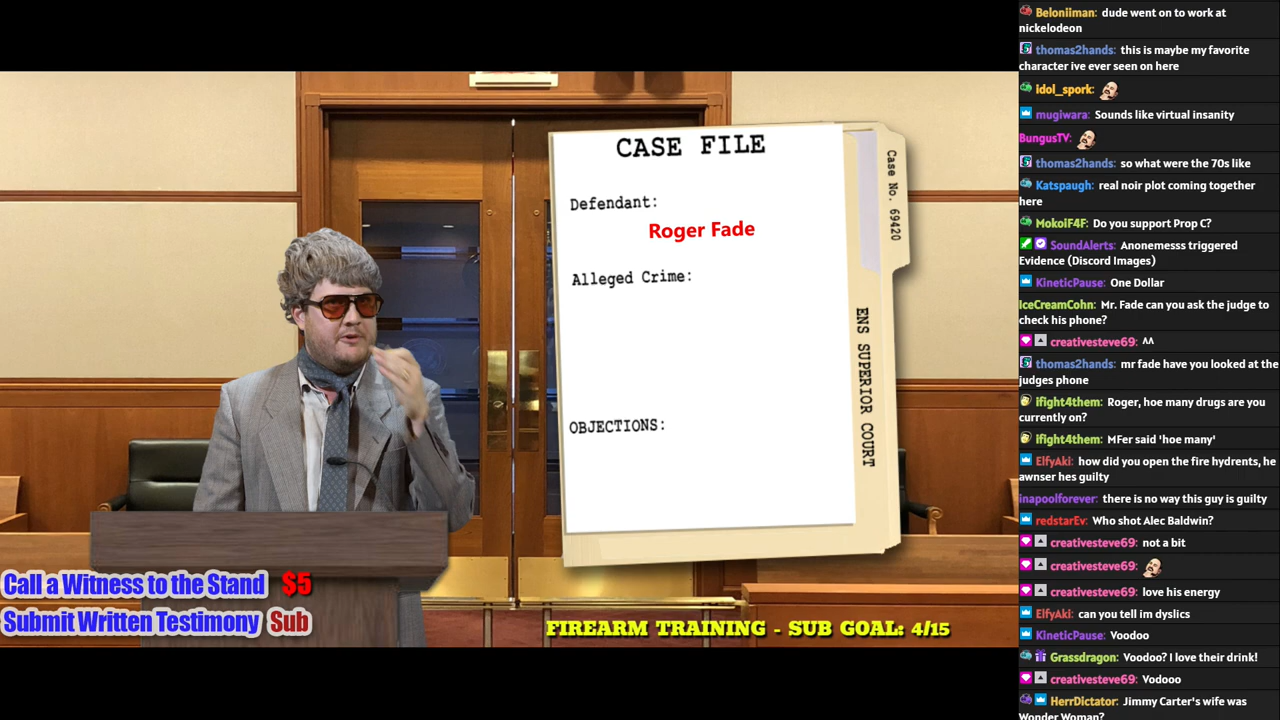 CASE FILE
Defendant:
Roger Fade
Alleged Crime:
OBJECTIONS:
Case No. 69420
ENS SUPERIOR COURT
Call a Witness to the Stand $5
Submit Written Testimony Sub
FIREARM TRAINING - SUB GOAL: 4/15
Beloniiman: dude went on to work at
nickelodeon
thomas2hands: this is maybe my favorite
character ive ever seen on here
idol_spork:
mugiwara: Sounds like virtual insanity
BungusTV:
thomas2hands: so what were the 70s like
Katspaugh: real noir plot coming together
here
MokoiF4F: Do you support Prop C?
SoundAlerts: Anonemesss triggered
Evidence (Discord Images)
KineticPause: One Dollar
IceCreamCohn: Mr. Fade can you ask the judge to
check his phone?
creativesteve69: ^^
thomas2hands: mr fade have you looked at the
judges phone
ifight4them: Roger, hoe many drugs are you
currently on?
ifight4them: MFer said 'hoe many'
ElfyAki: how did you open the fire hydrents, he
awnser hes guilty
inapoolforever: there is no way this guy is guilty
redstarEv: Who shot Alec Baldwin?
creativesteve69: not a bit
creativesteve69:
creativesteve69: love his energy
ElfyAki: can you tell im dyslics
KineticPause: Voodoo
Grassdragon: Voodoo? I love their drink!
creativesteve69: Vodooo
HerrDictator: Jimmy Carter's wife was
Wonder Woman?